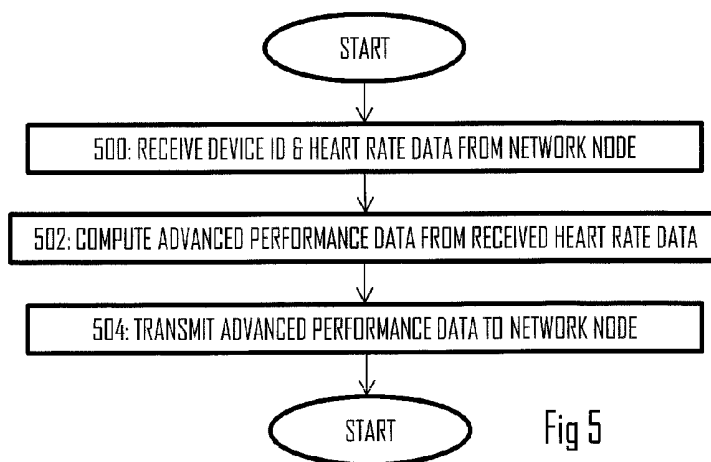 START
500: RECEIVE DEVICE ID & HEART RATE DATA FROM NETWORK NODE
502: COMPUTE ADVANCED PERFORMANCE DATA FROM RECEIVED HEART RATE DATA
504: TRANSMIT ADVANCED PERFORMANCE DATA TO NETWORK NODE
START
Fig 5